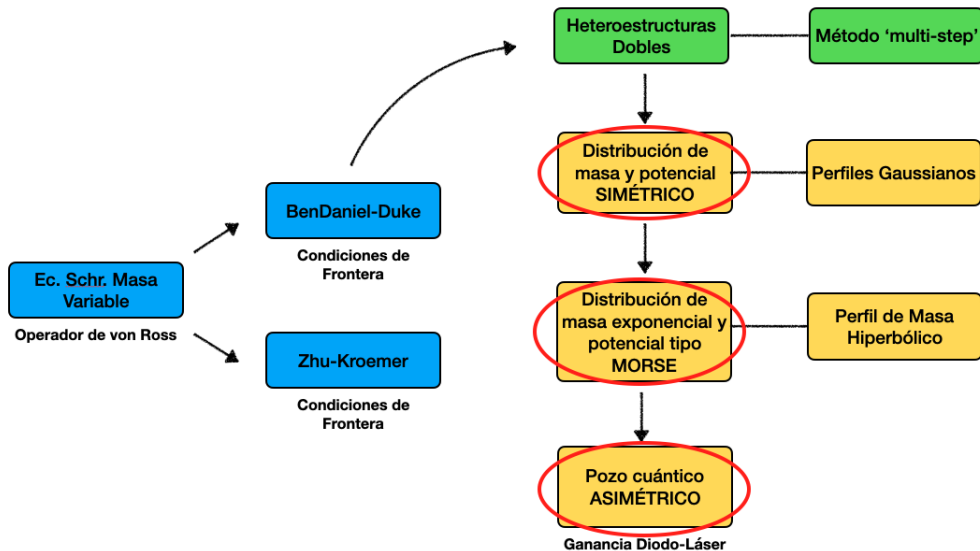 Heteroestructuras
Dobles
Método ‘multi-step’
Distribución de
masa y potencial
SIMÉTRICO
Perfiles Gaussianos
BenDaniel-Duke
Condiciones de
Frontera
Ec. Schr. Masa
Variable
Operador de von Ross
Zhu-Kroemer
Condiciones de
Frontera
Distribución de
masa exponencial y
potencial tipo
MORSE
Perfil de Masa
Hiperbólico
Pozo cuántico
ASIMÉTRICO
Ganancia Diodo-Láser